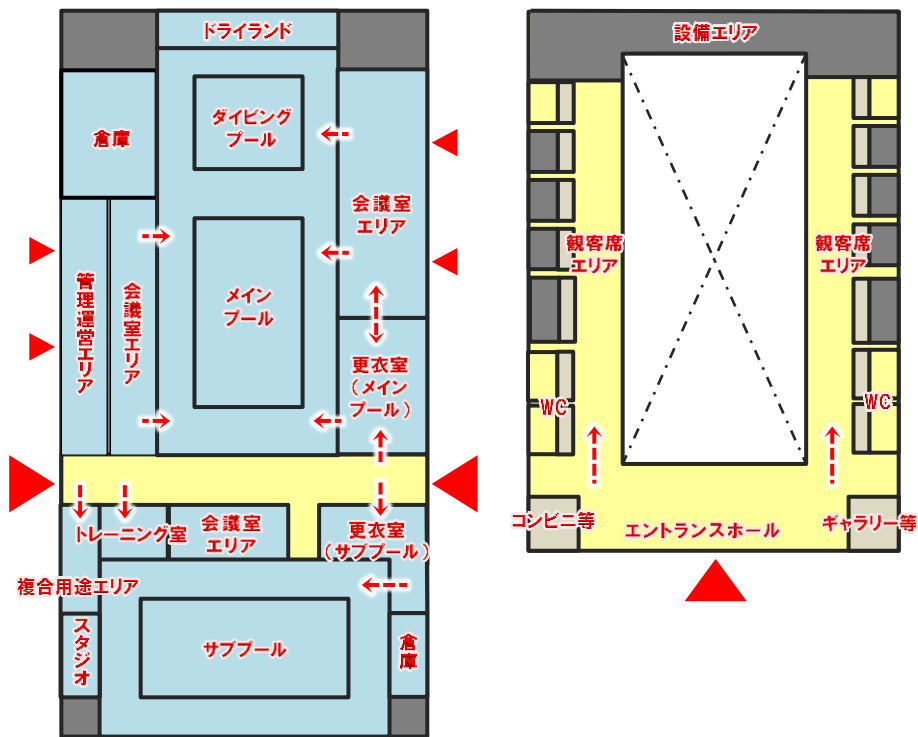 ドライランド
ダイビング
プール
倉庫
会議室
エリア
管理運営エリア
会議室エリア
メイン
プール
更衣室
（メイン
プール）
トレーニング室
会議室
エリア
更衣室
（サブプール）
複合用途エリア
スタジオ
サブプール
倉庫
設備エリア
観客席
エリア
観客席
エリア
WC
WC
コンビニ等
エントランスホール
ギャラリー等